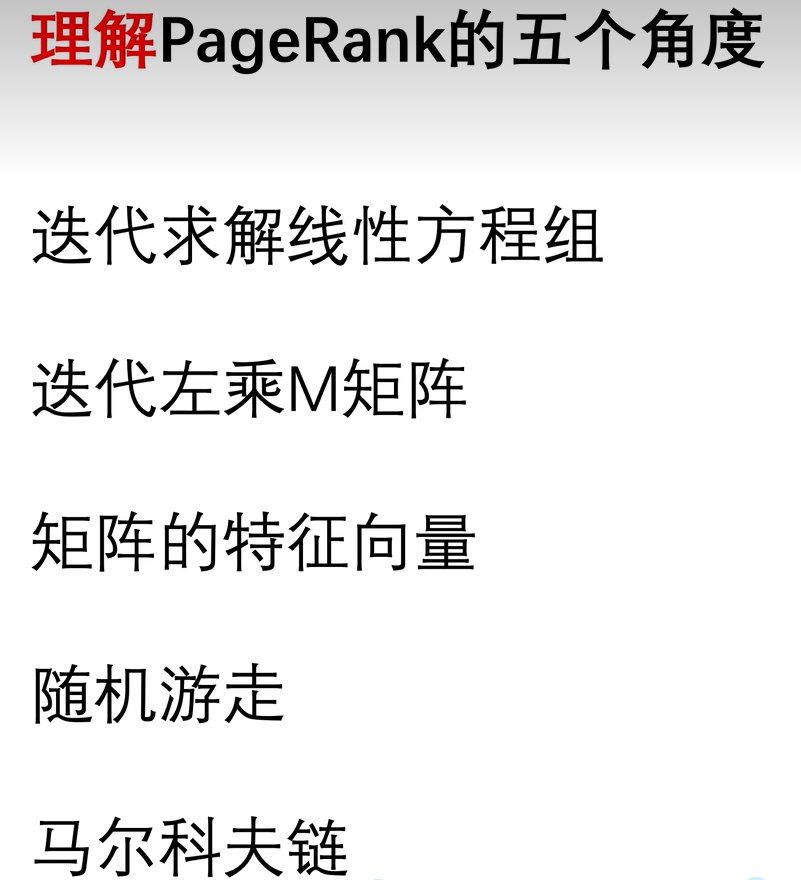 理解PageRank的五个角度
迭代求解线性方程组
迭代左乘M矩阵
矩阵的特征向量
随机游走
马尔科夫链